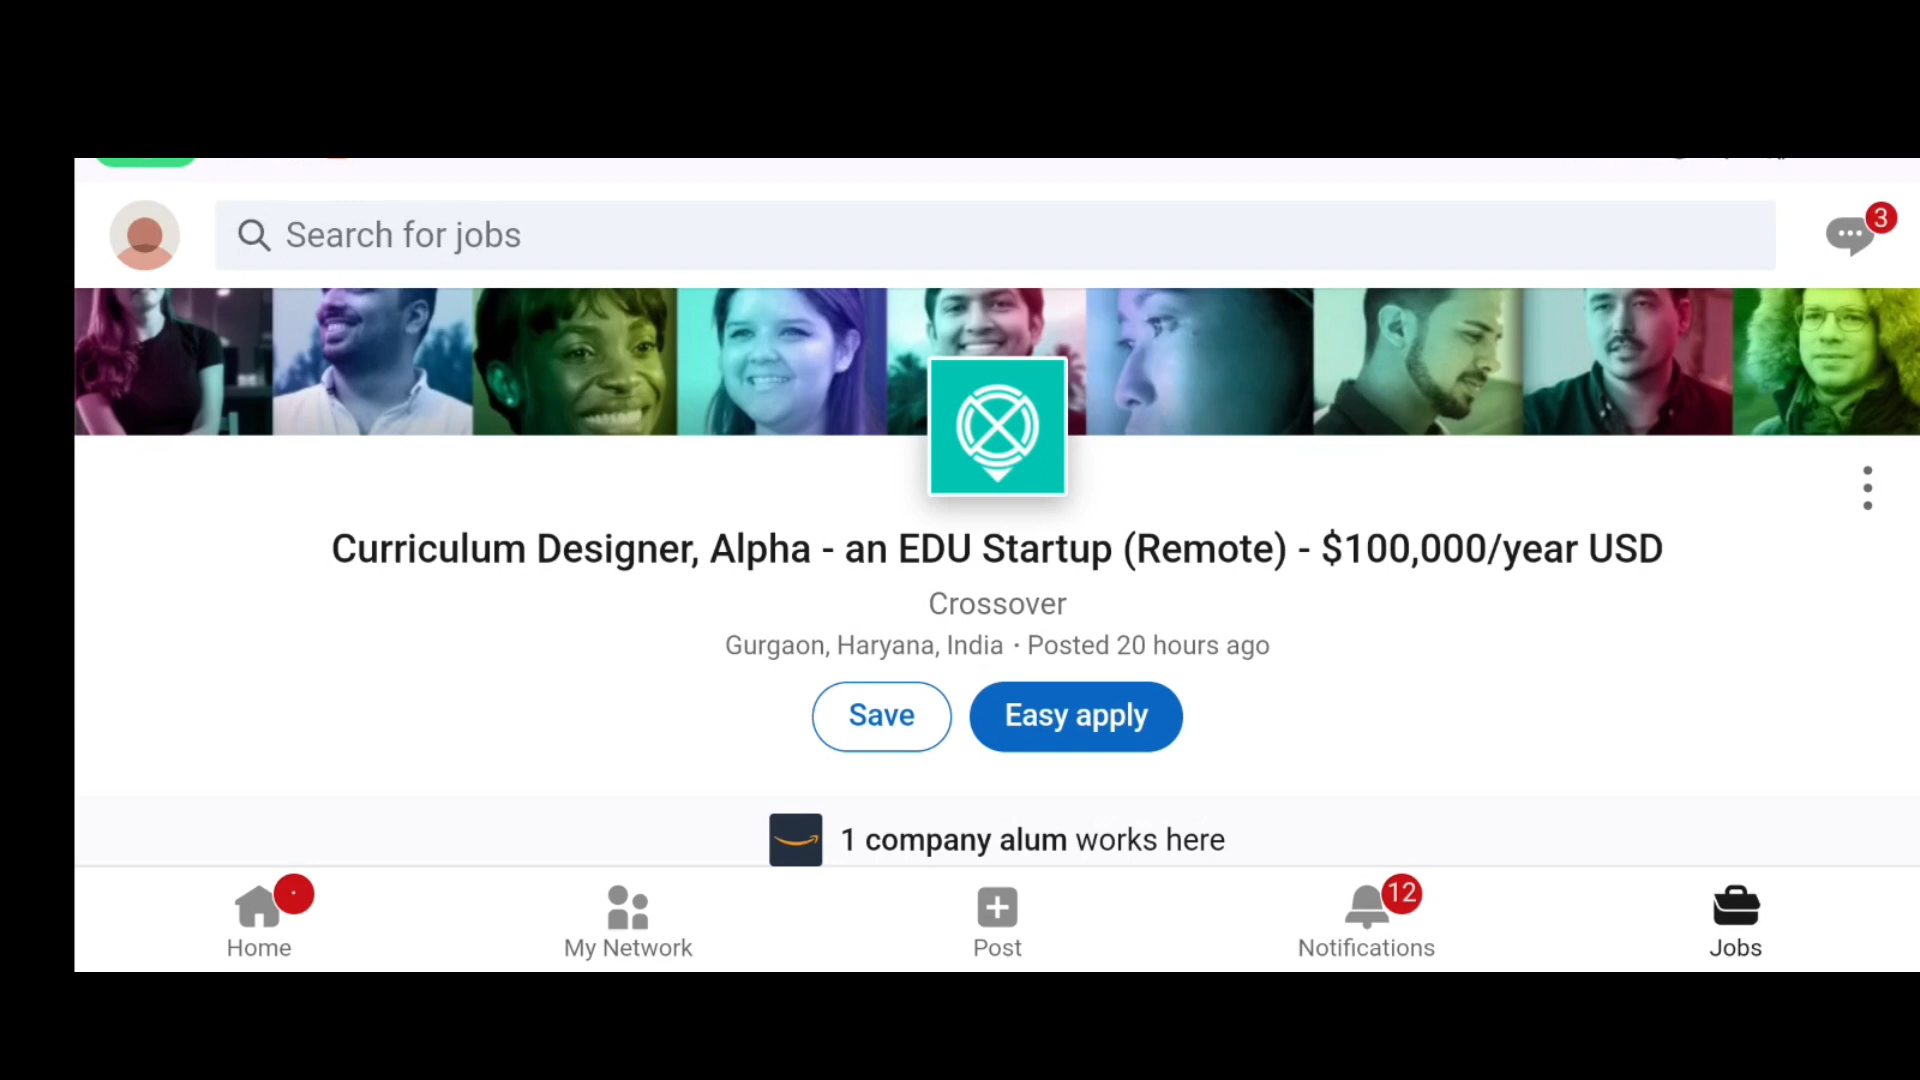 Search for jobs
3
Curriculum Designer, Alpha - an EDU Startup (Remote) - $100,000/year USD
Crossover
Gurgaon, Haryana, India · Posted 20 hours ago
Save
Easy apply
1 company alum works here
12
Home
My Network
Post
Notifications
Jobs